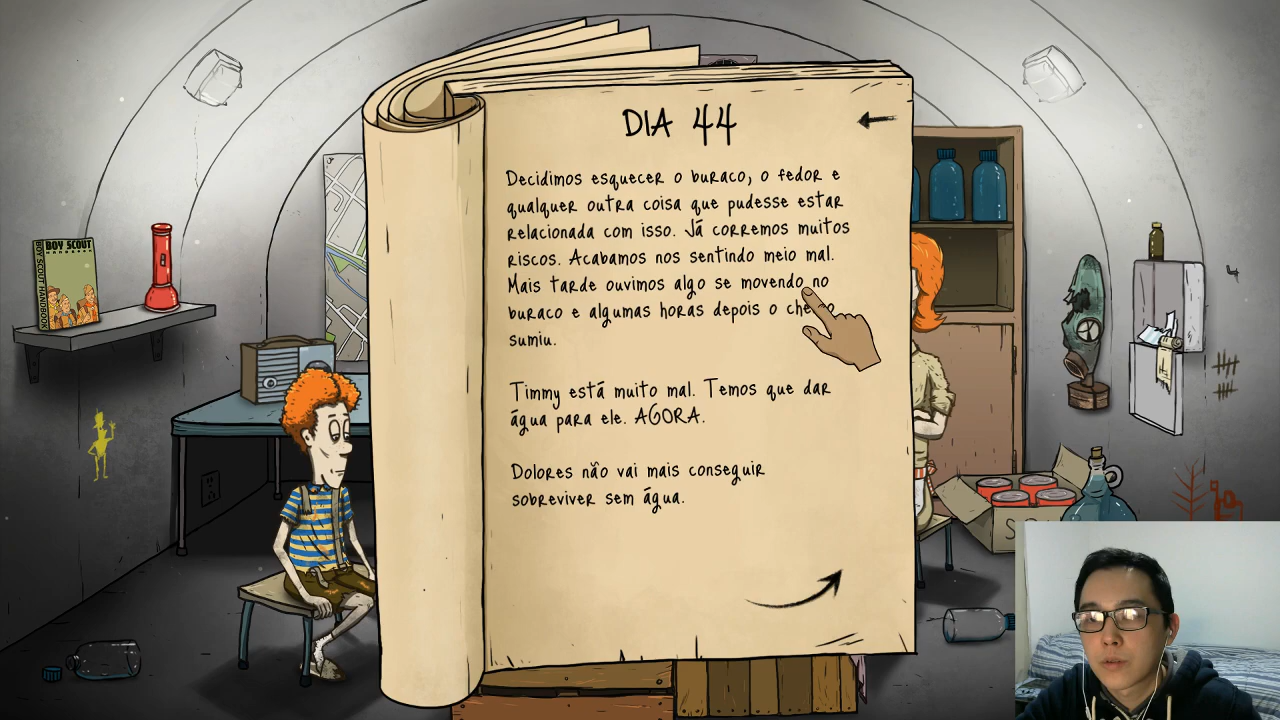 DIA 44
Decidimos esquecer o buraco, o fedor e
qualquer outra coisa que pudesse estar
relacionada com isso. Já corremos muitos
riscos. Acabamos nos sentindo meio mal.
Mais tarde ouvimos algo se movendo no
buraco e algumas horas depois o
sumiu.
Timmy está muito mal. Temos que dar
água para ele. AGORA.
Dolores não vai mais conseguir
sobreviver sem água.
BOY SCOUT
HANDBOOK
BOY SCOUT HANDBOOK